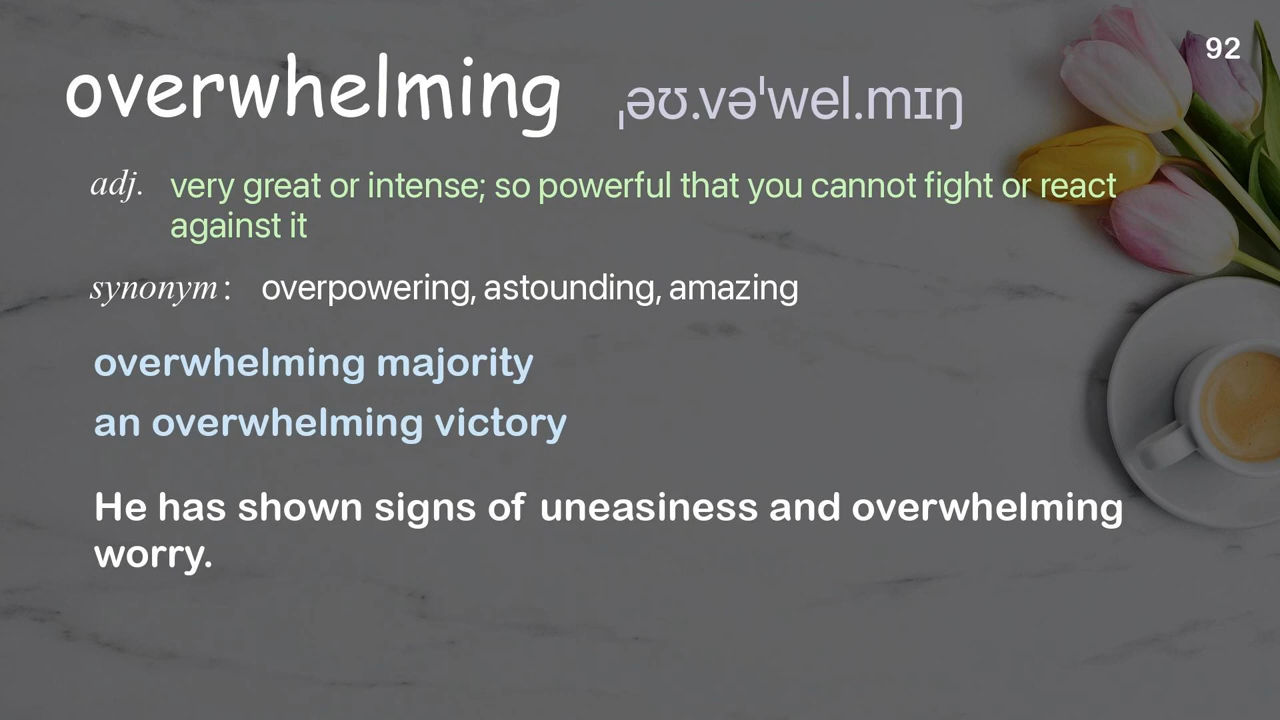 92
overwhelming ˌəʊ.vəˈwel.mɪŋ
adj. very great or intense; so powerful that you cannot fight or react
against it
synonym : overpowering, astounding, amazing
overwhelming majority
an overwhelming victory
He has shown signs of uneasiness and overwhelming
worry.